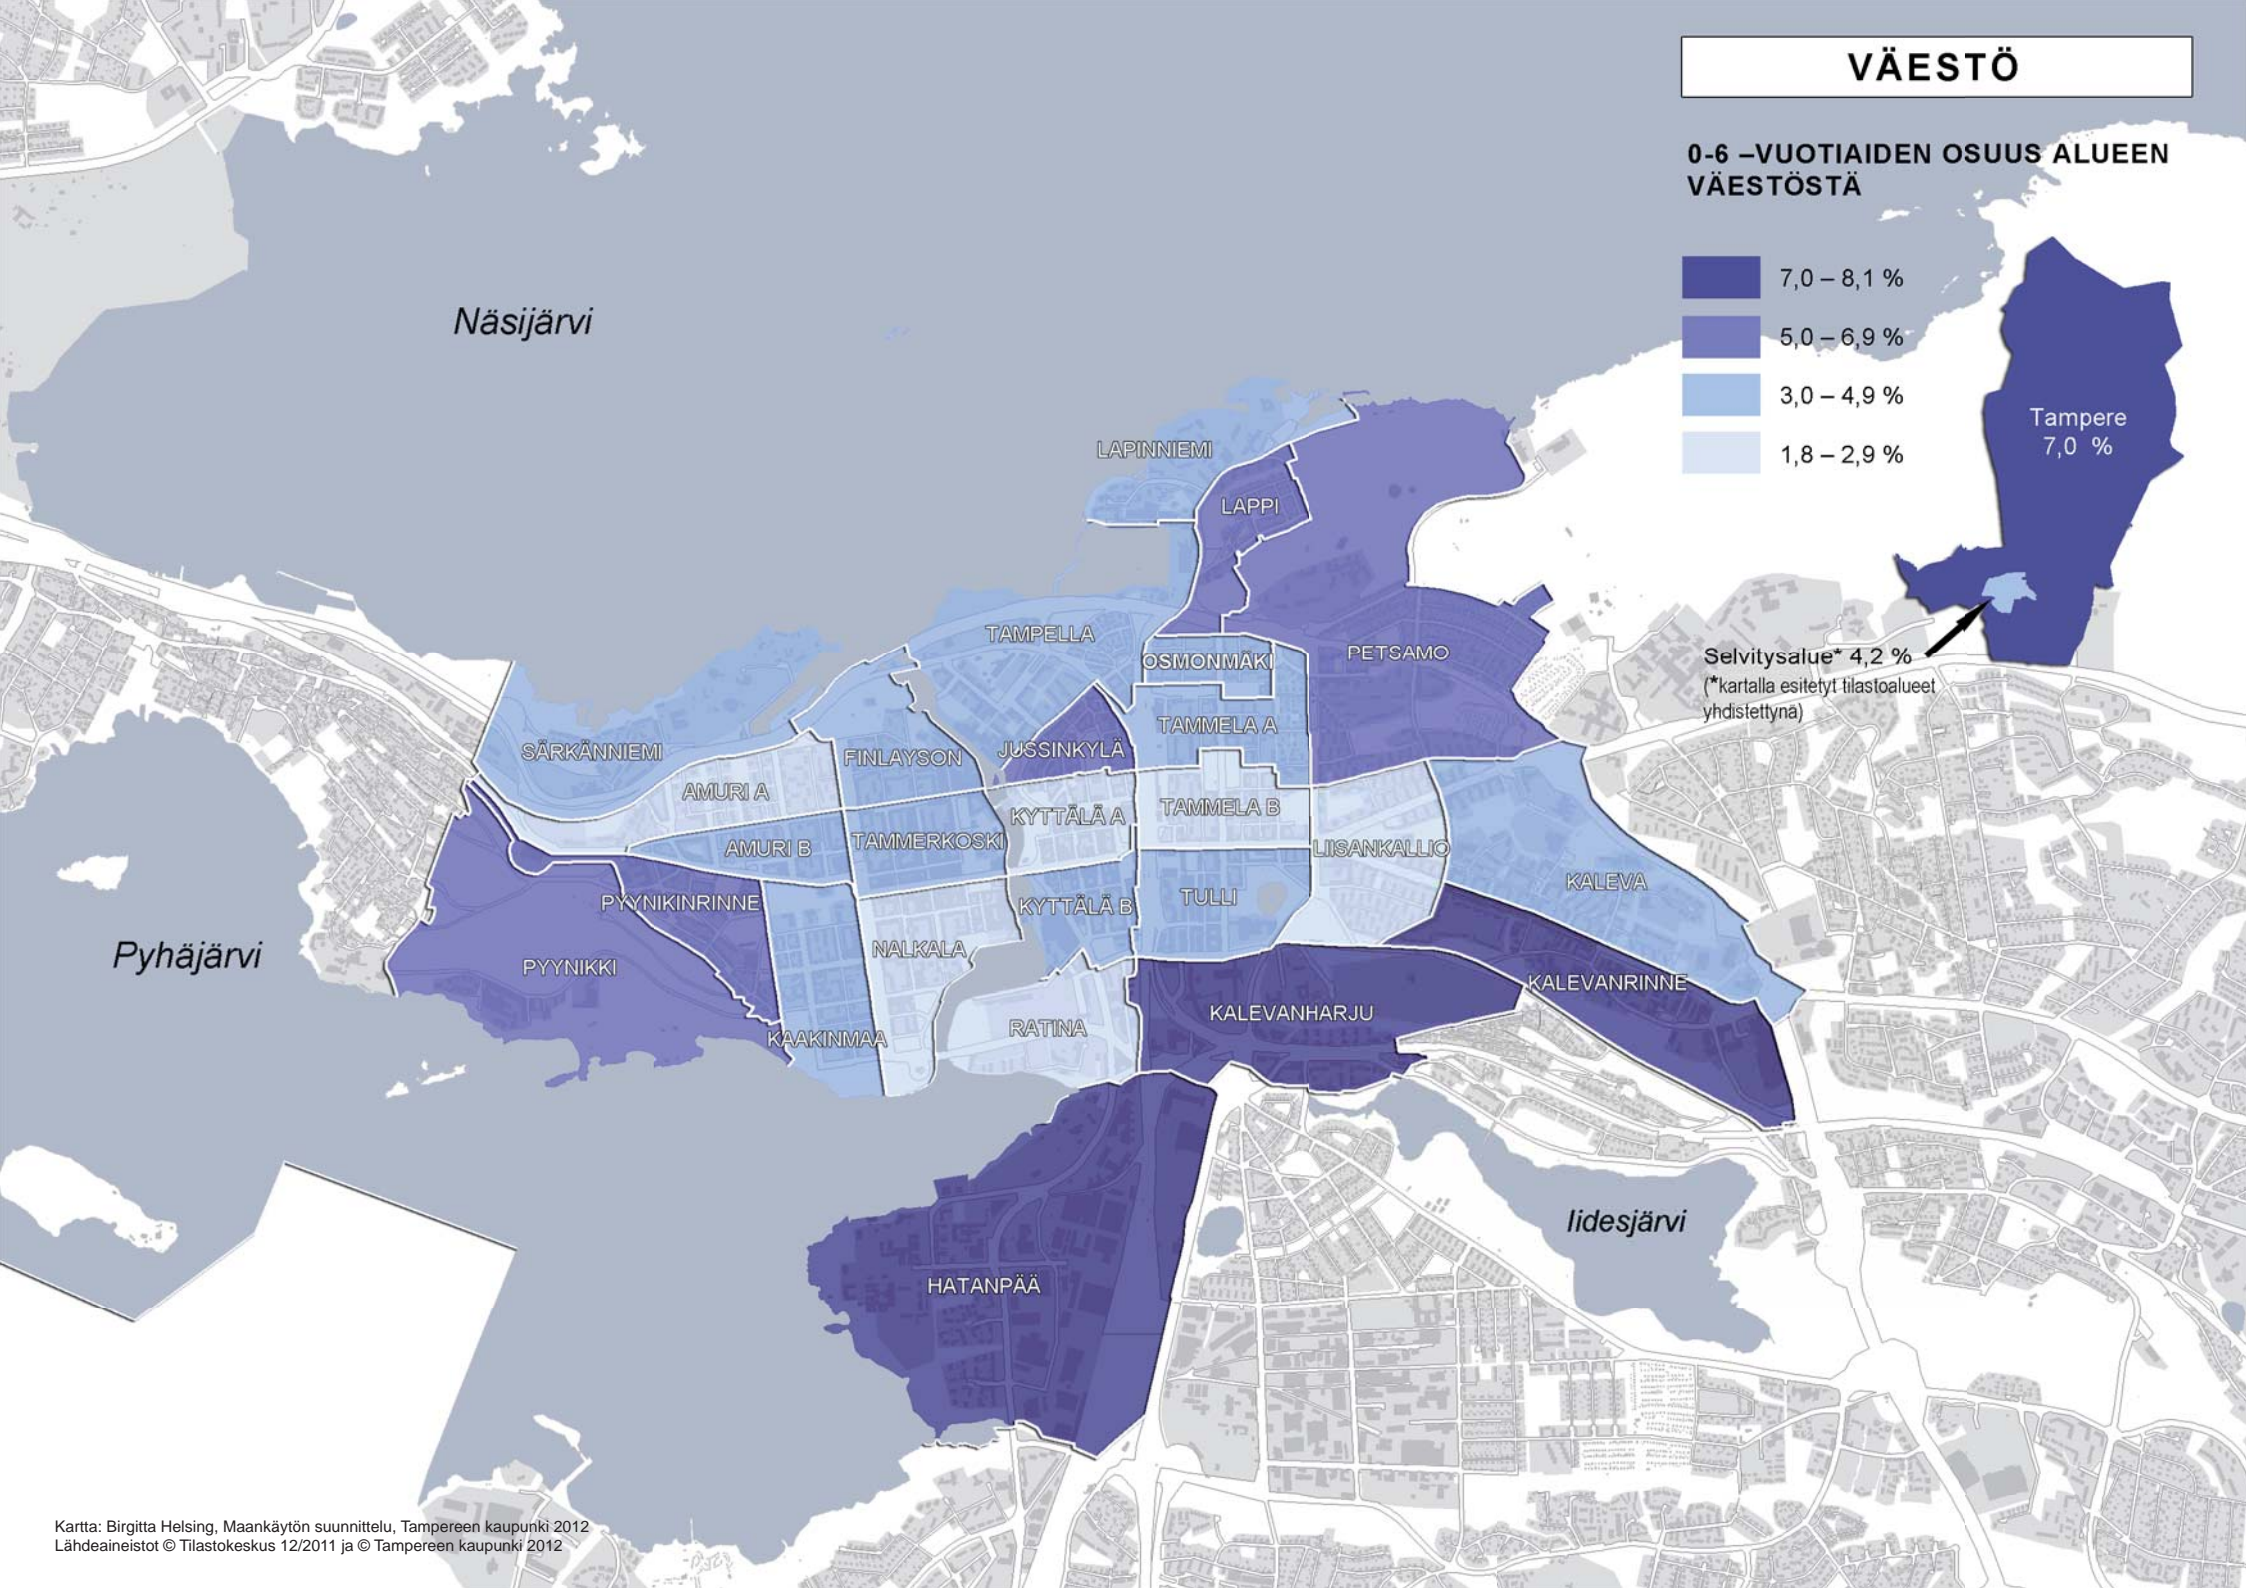 VÄESTÖ
0-6 –VUOTIAIDEN OSUUS ALUEEN
VÄESTÖSTÄ
7,0 – 8,1 %
5,0 – 6,9 %
3,0 – 4,9 %
1,8 – 2,9 %
Tampere
7,0 %
Selvitysalue* 4,2 %
(*kartalla esitetyt tilastoalueet
yhdistettynä)
Näsijärvi
LAPINNIEMI
LAPPI
TAMPELLA
OSMONMÄKI
PETSAMO
SÄRKÄNNIEMI
FINLAYSON
JUSSINKYLÄ
TAMMELA A
AMURI A
KYTTÄLÄ A
TAMMELA B
AMURI B
TAMMERKOSKI
LIISANKALLIO
KALEVA
PYYNIKINRINNE
KYTTÄLÄ B
TULLI
NALKALA
Pyhäjärvi
PYYNIKKI
KALEVANRINNE
KAAKINMAA
RATINA
KALEVANHARJU
Iidesjärvi
HATANPÄÄ
Kartta: Birgitta Helsing, Maankäytön suunnittelu, Tampereen kaupunki 2012
Lähdeaineistot © Tilastokeskus 12/2011 ja © Tampereen kaupunki 2012